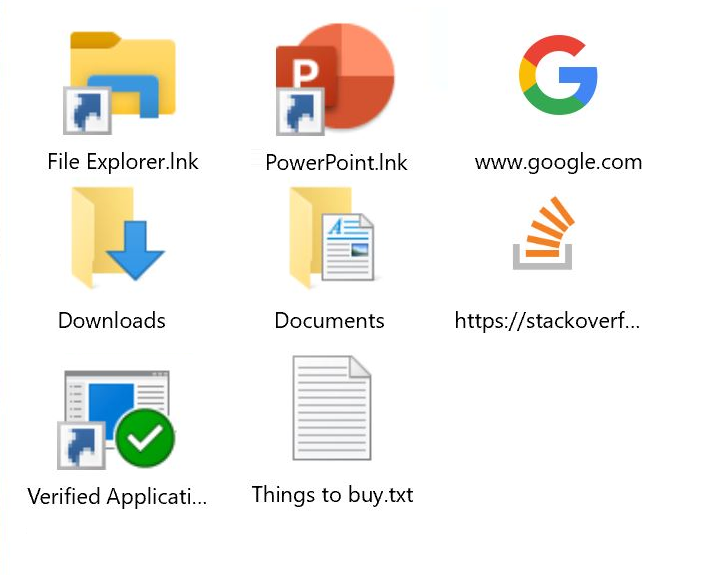 File Explorer.lnk
PowerPoint.lnk
www.google.com
Downloads
Documents
https://stackoverf...
Verified Applicati...
Things to buy.txt